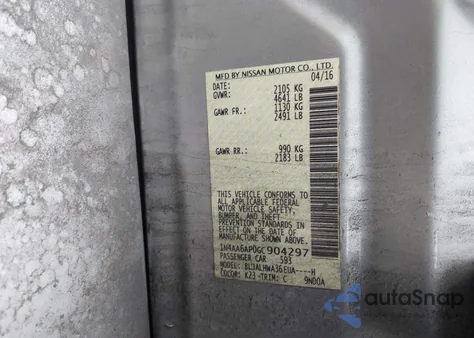 MFD BY NISSAN MOTOR CO., LTD.
DATE: 04/16
GVWR: 2105 KG
4641 LB
GAWR FR.: 1130 KG
2491 LB
GAWR RR.: 990 KG
2183 LB
THIS VEHICLE CONFORMS TO
ALL APPLICABLE FEDERAL
MOTOR VEHICLE SAFETY,
BUMPER, AND THEFT
PREVENTION STANDARDS IN
EFFECT ON THE DATE OF
MANUFACTURE SHOWN ABOVE.
1N4AA6AP0GC904297
PASSENGER CAR 593
MODEL: BLJALHWA36EUA----H
COLOR: K23 TRIM: C 9N00A
autoSnap